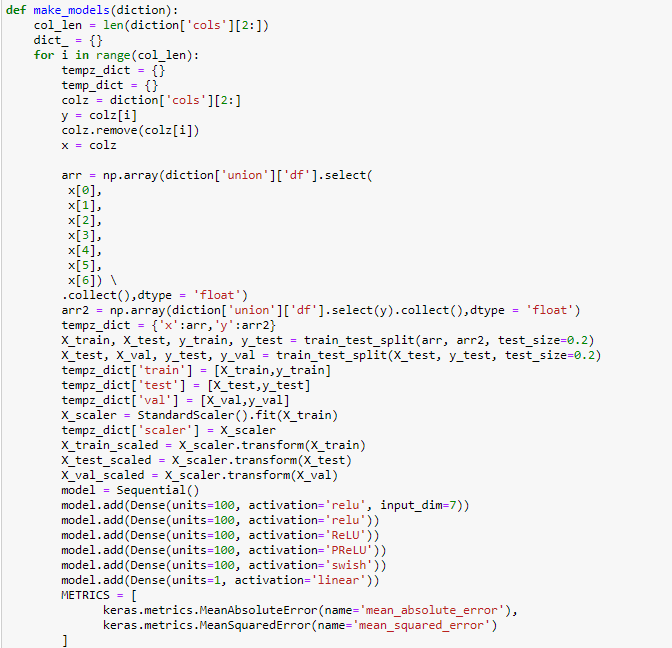 def make_models(diction):
    col_len = len(diction['cols'][2:])
    dict_ = {}
    for i in range(col_len):
        tempz_dict = {}
        temp_dict = {}
        colz = diction['cols'][2:]
        y = colz[i]
        colz.remove(colz[i])
        x = colz

        arr = np.array(diction['union']['df'].select(
         x[0],
         x[1],
         x[2],
         x[3],
         x[4],
         x[5],
         x[6]) \
        .collect(),dtype = 'float')
        arr2 = np.array(diction['union']['df'].select(y).collect(),dtype = 'float')
        tempz_dict = {'x':arr,'y':arr2}
        X_train, X_test, y_train, y_test = train_test_split(arr, arr2, test_size=0.2)
        X_test, X_val, y_test, y_val = train_test_split(X_test, y_test, test_size=0.2)
        tempz_dict['train'] = [X_train,y_train]
        tempz_dict['test'] = [X_test,y_test]
        tempz_dict['val'] = [X_val,y_val]
        X_scaler = StandardScaler().fit(X_train)
        tempz_dict['scaler'] = X_scaler
        X_train_scaled = X_scaler.transform(X_train)
        X_test_scaled = X_scaler.transform(X_test)
        X_val_scaled = X_scaler.transform(X_val)
        model = Sequential()
        model.add(Dense(units=100, activation='relu', input_dim=7))
        model.add(Dense(units=100, activation='relu'))
        model.add(Dense(units=100, activation='ReLU'))
        model.add(Dense(units=100, activation='PReLU'))
        model.add(Dense(units=100, activation='swish'))
        model.add(Dense(units=1, activation='linear'))
        METRICS = [
              keras.metrics.MeanAbsoluteError(name='mean_absolute_error'),
              keras.metrics.MeanSquaredError(name='mean_squared_error')
        ]